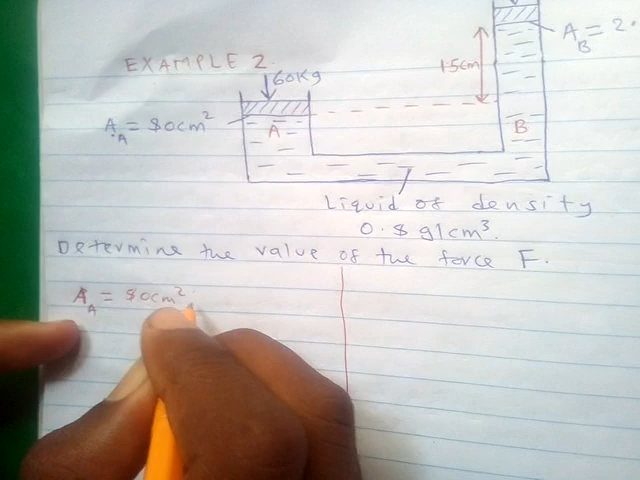 EXAMPLE 2.
60Kg
15cm
A_B = 2.
A_A = 80cm²
A
B
Liquid of density
0.8 g/cm³.
Determine the value of the force F.
A_A = 80cm².